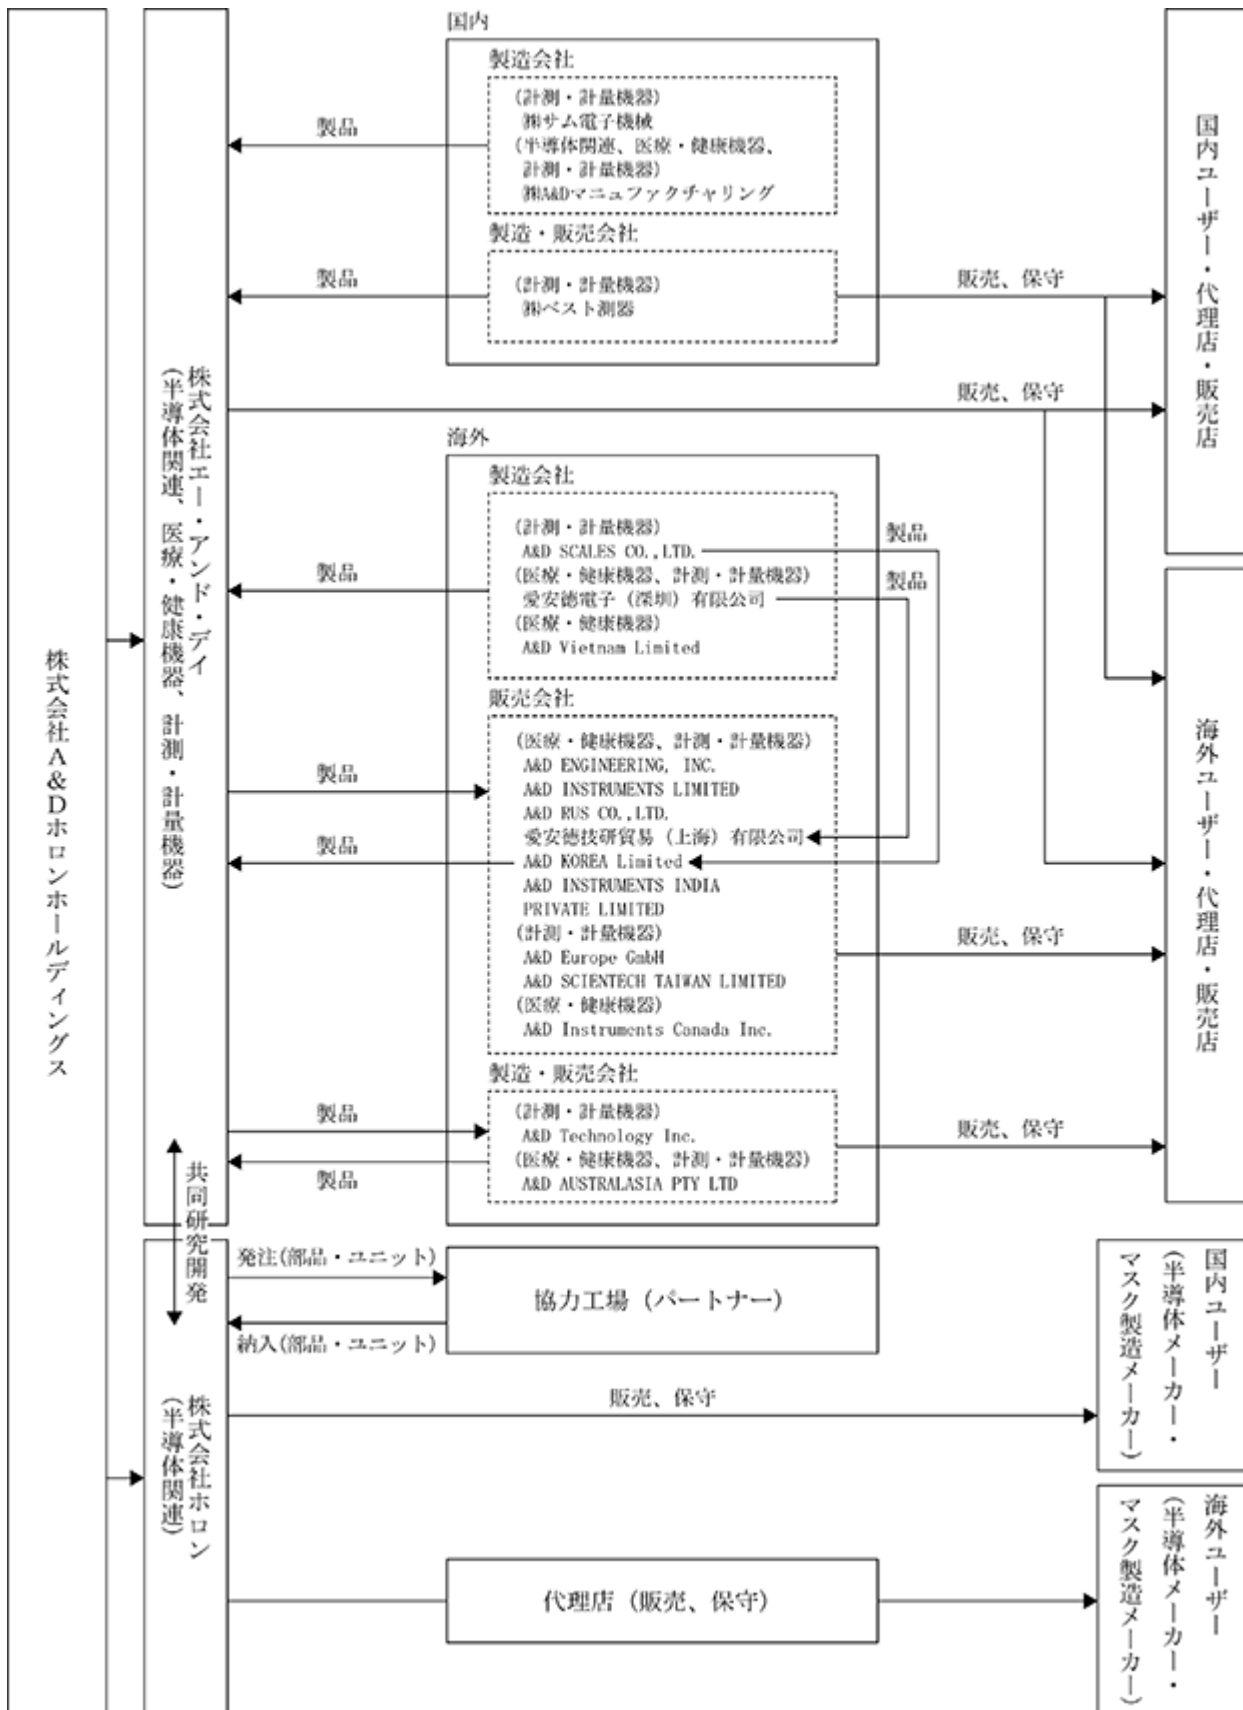 株式会社A&Dホロンホールディングス
株式会社エー・アンド・デイ
(半導体関連、医療・健康機器、計測・計量機器)
国内
製造会社
(計測・計量機器)
㈱サム電子機械
(半導体関連、医療・健康機器、
計測・計量機器)
㈱A&Dマニュファクチャリング
製品
製造・販売会社
(計測・計量機器)
㈱ベスト測器
製品
販売、保守
販売、保守
国内ユーザー・代理店・販売店
海外
製造会社
(計測・計量機器)
A&D SCALES CO.,LTD.
(医療・健康機器、計測・計量機器)
愛安徳電子（深圳）有限公司
(医療・健康機器)
A&D Vietnam Limited
製品
製品
製品
販売会社
(医療・健康機器、計測・計量機器)
A&D ENGINEERING, INC.
A&D INSTRUMENTS LIMITED
A&D RUS CO.,LTD.
愛安徳技研貿易（上海）有限公司
A&D KOREA Limited
A&D INSTRUMENTS INDIA
PRIVATE LIMITED
(計測・計量機器)
A&D Europe GmbH
A&D SCIENTECH TAIWAN LIMITED
(医療・健康機器)
A&D Instruments Canada Inc.
製品
製品
販売、保守
製造・販売会社
(計測・計量機器)
A&D Technology Inc.
(医療・健康機器、計測・計量機器)
A&D AUSTRALASIA PTY LTD
製品
製品
販売、保守
海外ユーザー・代理店・販売店
共同研究開発
株式会社ホロン
(半導体関連)
発注(部品・ユニット)
納入(部品・ユニット)
協力工場（パートナー）
販売、保守
国内ユーザー
(半導体メーカー・
マスク製造メーカー)
代理店（販売、保守）
海外ユーザー
(半導体メーカー・
マスク製造メーカー)